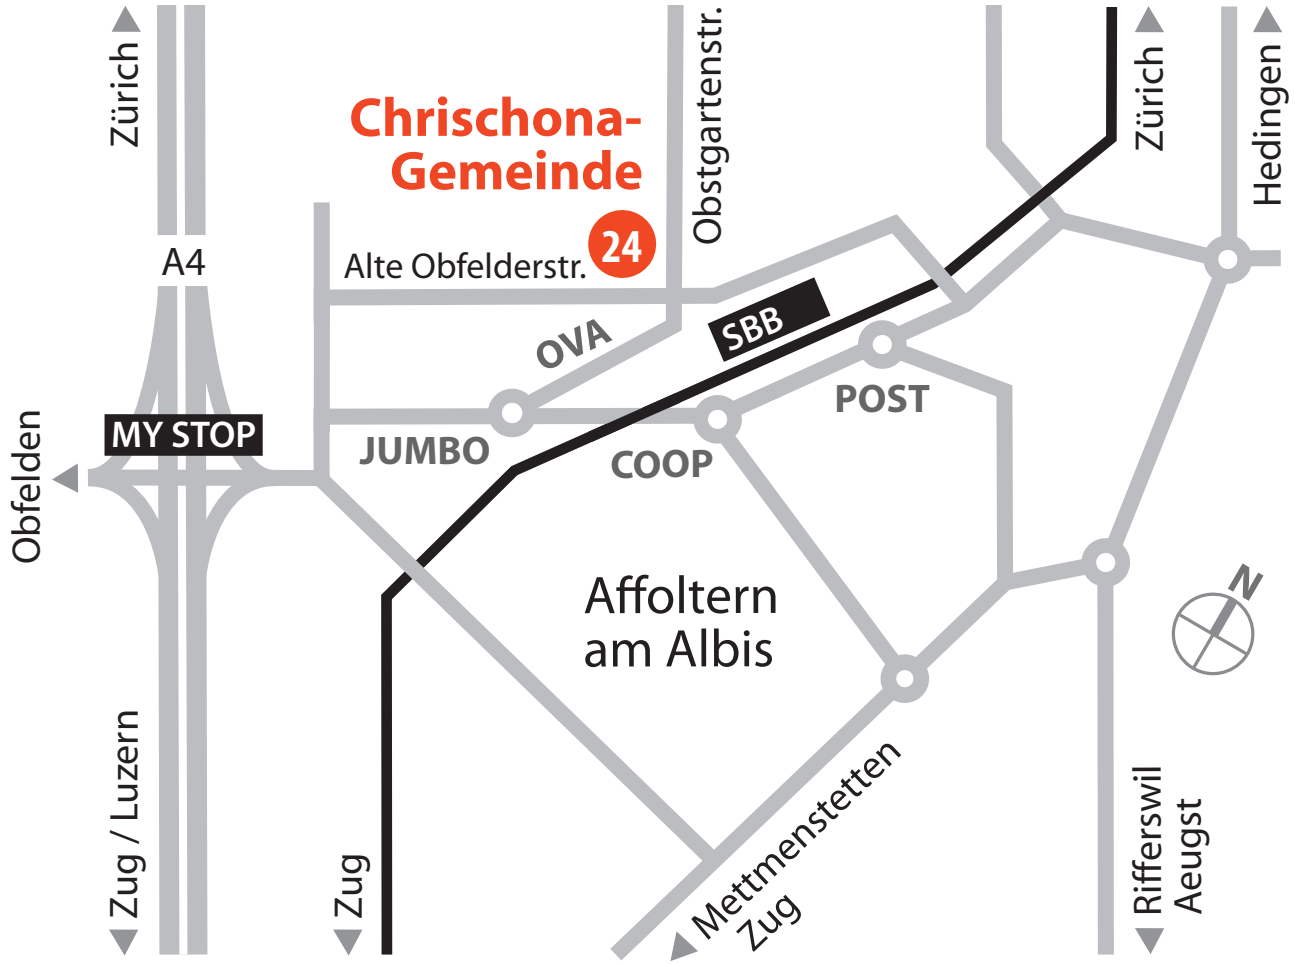 Zürich
Obstgartenstr.
Zürich
Hedingen
Chrischona-
Gemeinde
24
A4
Alte Obfelderstr.
OVA
SBB
POST
MY STOP
JUMBO
COOP
Obfelden
Affoltern
am Albis
N
Zug / Luzern
Zug
Mettmenstetten
Zug
Rifferswil
Aeugst